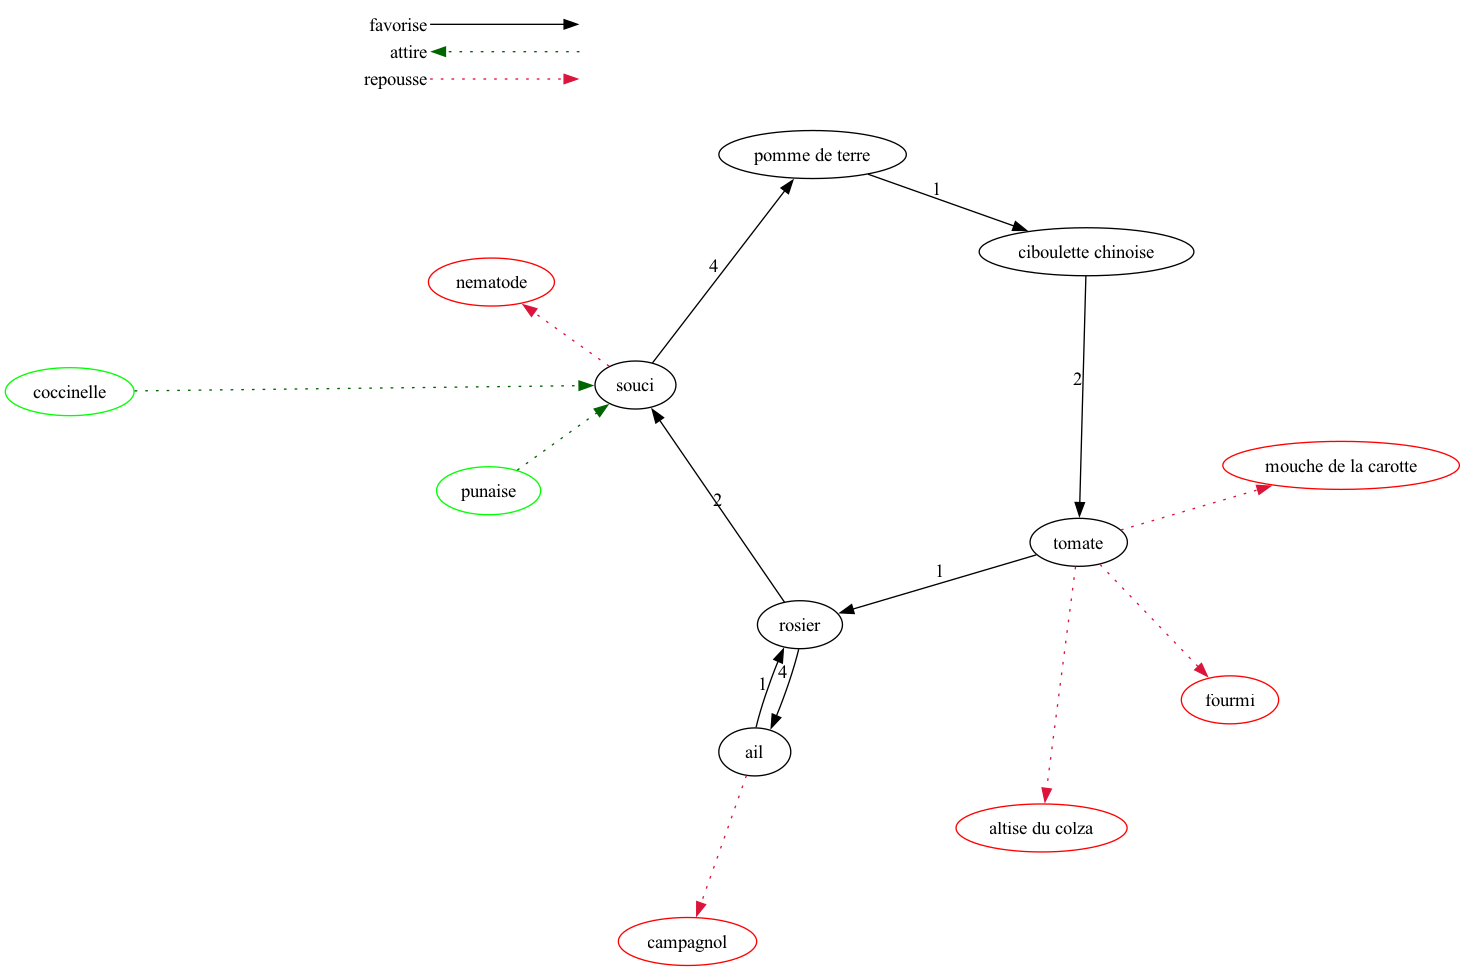 favorise
attire
repousse
pomme de terre
1
ciboulette chinoise
4
nematode
2
souci
coccinelle
mouche de la carotte
punaise
2
tomate
1
rosier
4
1
fourmi
ail
altise du colza
campagnol